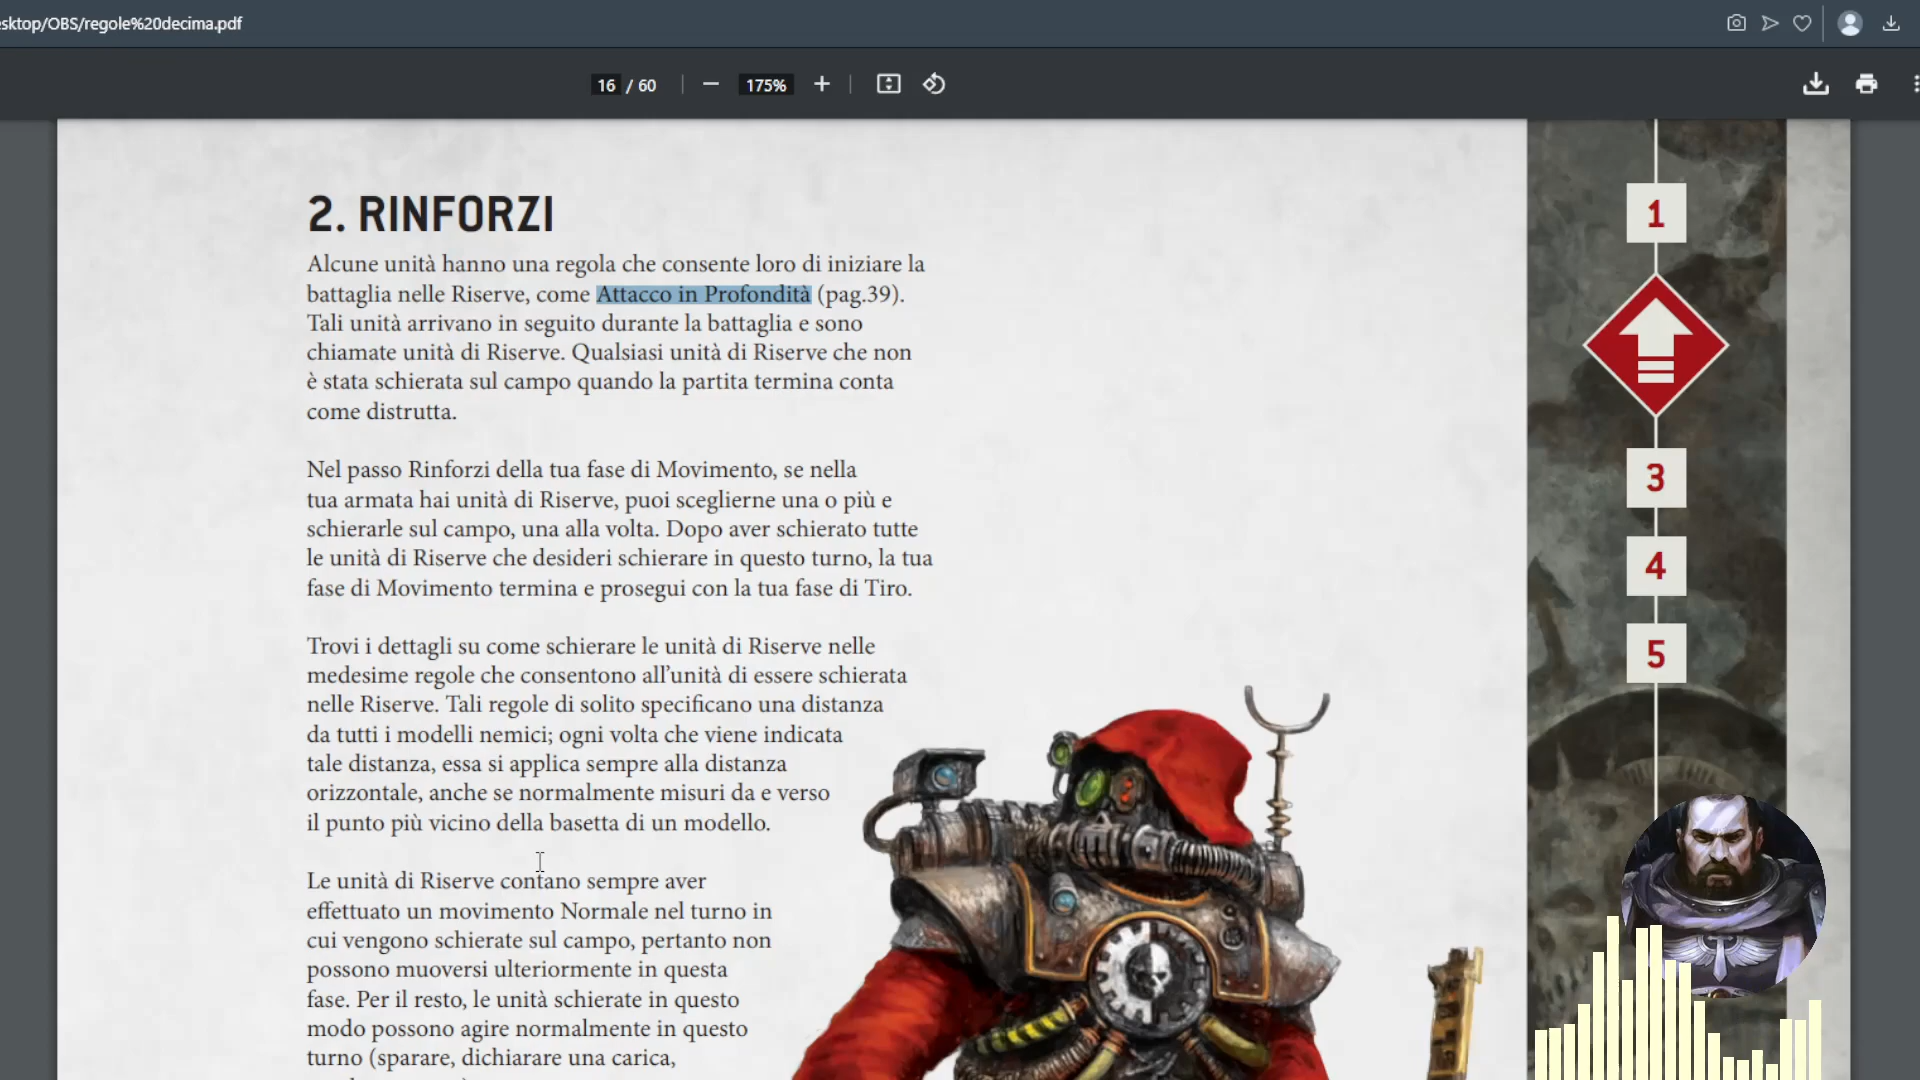 esktop/OBS/regole%20decima.pdf
16 / 60
175%
2. RINFORZI
Alcune unità hanno una regola che consente loro di iniziare la
battaglia nelle Riserve, come Attacco in Profondità (pag.39).
Tali unità arrivano in seguito durante la battaglia e sono
chiamate unità di Riserve. Qualsiasi unità di Riserve che non
è stata schierata sul campo quando la partita termina conta
come distrutta.
Nel passo Rinforzi della tua fase di Movimento, se nella
tua armata hai unità di Riserve, puoi sceglierne una o più e
schierarle sul campo, una alla volta. Dopo aver schierato tutte
le unità di Riserve che desideri schierare in questo turno, la tua
fase di Movimento termina e prosegui con la tua fase di Tiro.
Trovi i dettagli su come schierare le unità di Riserve nelle
medesime regole che consentono all’unità di essere schierata
nelle Riserve. Tali regole di solito specificano una distanza
da tutti i modelli nemici; ogni volta che viene indicata
tale distanza, essa si applica sempre alla distanza
orizzontale, anche se normalmente misuri da e verso
il punto più vicino della basetta di un modello.
Le unità di Riserve contano sempre aver
effettuato un movimento Normale nel turno in
cui vengono schierate sul campo, pertanto non
possono muoversi ulteriormente in questa
fase. Per il resto, le unità schierate in questo
modo possono agire normalmente in questo
turno (sparare, dichiarare una carica,
1
3
4
5